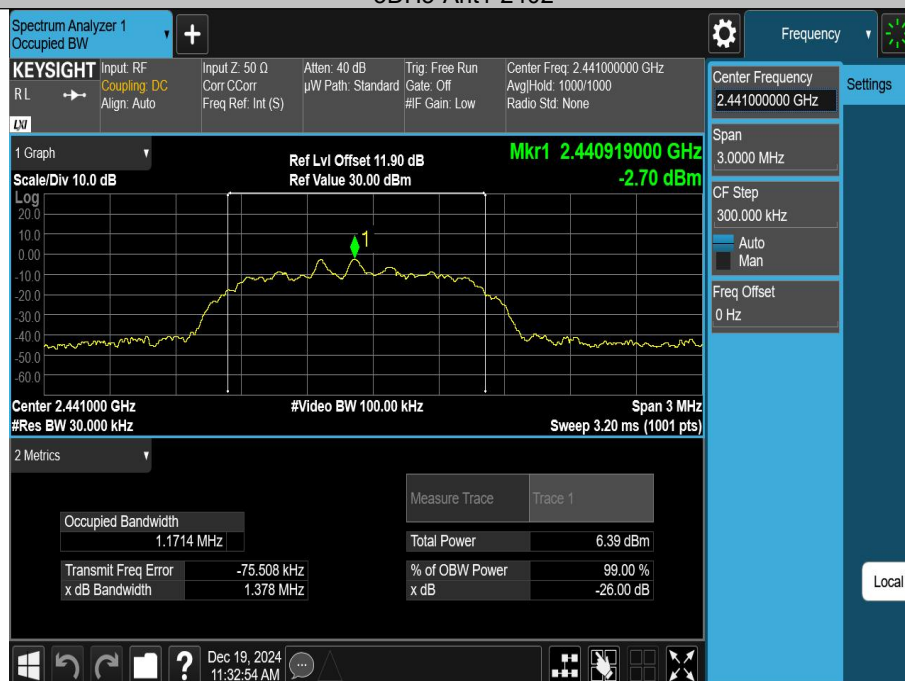 Spectrum Analyzer 1
Occupied BW
Frequency
KEYSIGHT
RL
LXI
Input: RF
Coupling: DC
Align: Auto
Input Z: 50 Ω
Corr CCorr
Freq Ref: Int (S)
Atten: 40 dB
µW Path: Standard
Trig: Free Run
Gate: Off
#IF Gain: Low
Center Freq: 2.441000000 GHz
Avg|Hold: 1000/1000
Radio Std: None
Center Frequency
2.441000000 GHz
Settings
Span
3.0000 MHz
CF Step
300.000 kHz
Auto
Man
Freq Offset
0 Hz
Local
1 Graph
Scale/Div 10.0 dB
Ref Lvl Offset 11.90 dB
Ref Value 30.00 dBm
Mkr1 2.440919000 GHz
-2.70 dBm
Log
20.0
10.0
0.00
-10.0
-20.0
-30.0
-40.0
-50.0
-60.0
1
Center 2.441000 GHz
#Res BW 30.000 kHz
#Video BW 100.00 kHz
Span 3 MHz
Sweep 3.20 ms (1001 pts)
2 Metrics
Measure Trace Trace 1
Occupied Bandwidth
1.1714 MHz
Total Power 6.39 dBm
Transmit Freq Error -75.508 kHz
% of OBW Power 99.00 %
x dB Bandwidth 1.378 MHz
x dB -26.00 dB
?
Dec 19, 2024
11:32:54 AM